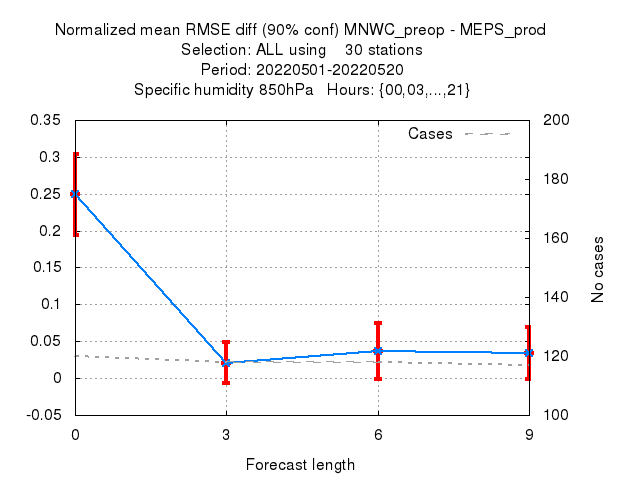 Normalized mean RMSE diff (90% conf) MNWC_preop - MEPS_prod
Selection: ALL using    30 stations
Period: 20220501-20220520
Specific humidity 850hPa   Hours: {00,03,...,21}
0.35
0.3
0.25
0.2
0.15
0.1
0.05
0
-0.05
Cases
200
180
160
140
120
100
No cases
0
3
6
9
Forecast length